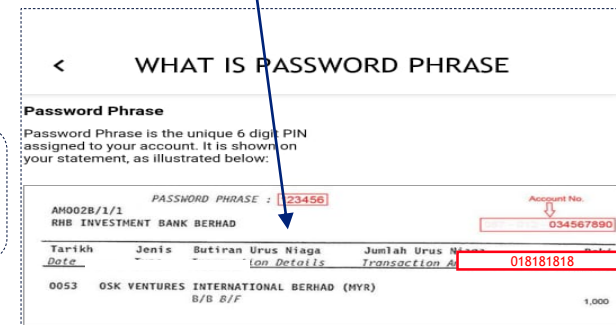 < WHAT IS PASSWORD PHRASE
Password Phrase
Password Phrase is the unique 6 digit PIN
assigned to your account. It is shown on
your statement, as illustrated below:
PASSWORD PHRASE : 123456
Account No.
AM002B/1/1
RHB INVESTMENT BANK BERHAD
034567890
Tarikh Jenis Butiran Urus Niaga Jumlah Urus Niaga
Date Details Transaction
018181818
0053 OSK VENTURES INTERNATIONAL BERHAD (MYR)
B/B B/F
1,000